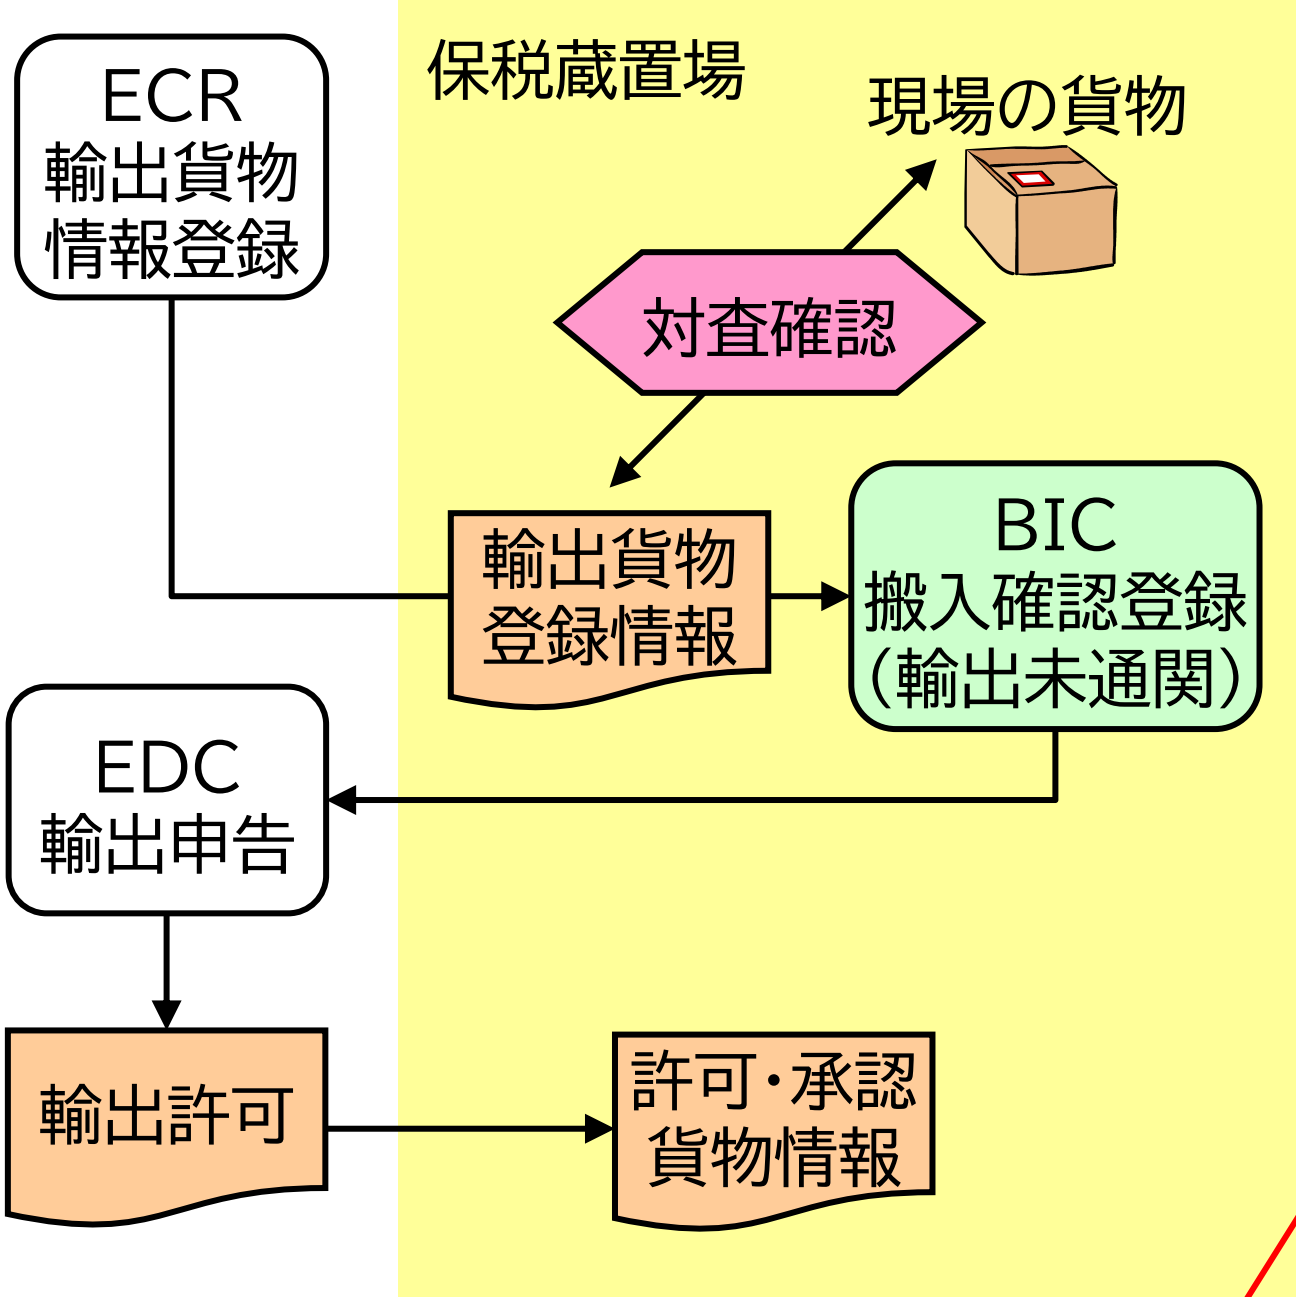 ECR
輸出貨物
情報登録
保税蔵置場
現場の貨物
対査確認
輸出貨物
登録情報
BIC
搬入確認登録
(輸出未通関)
EDC
輸出申告
輸出許可
許可・承認
貨物情報